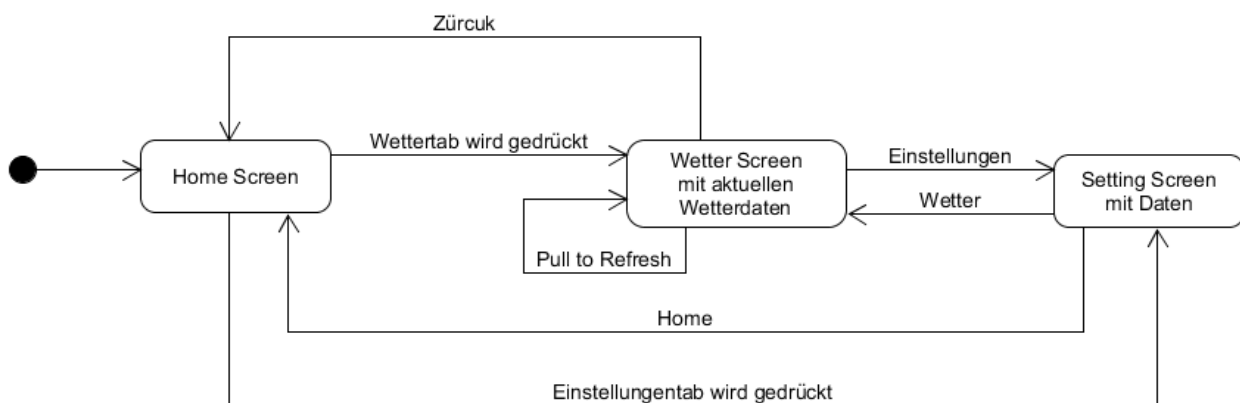 Zürcuk
Wettertab wird gedrückt
Home Screen
Wetter Screen
mit aktuellen
Wetterdaten
Einstellungen
Wetter
Setting Screen
mit Daten
Pull to Refresh
Home
Einstellungentab wird gedrückt